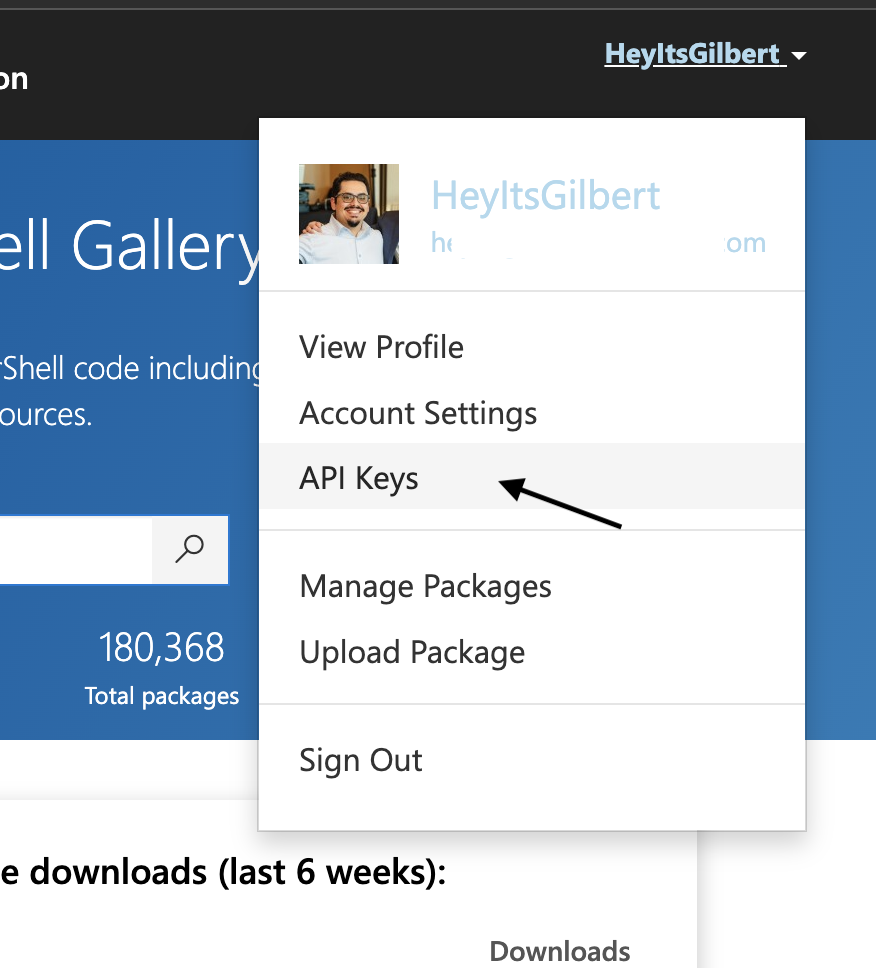 on
HeyItsGilbert
HeyItsGilbert
he om
ell Gallery
Shell code including
ources.
View Profile
Account Settings
API Keys
Manage Packages
Upload Package
180,368
Total packages
Sign Out
e downloads (last 6 weeks):
Downloads